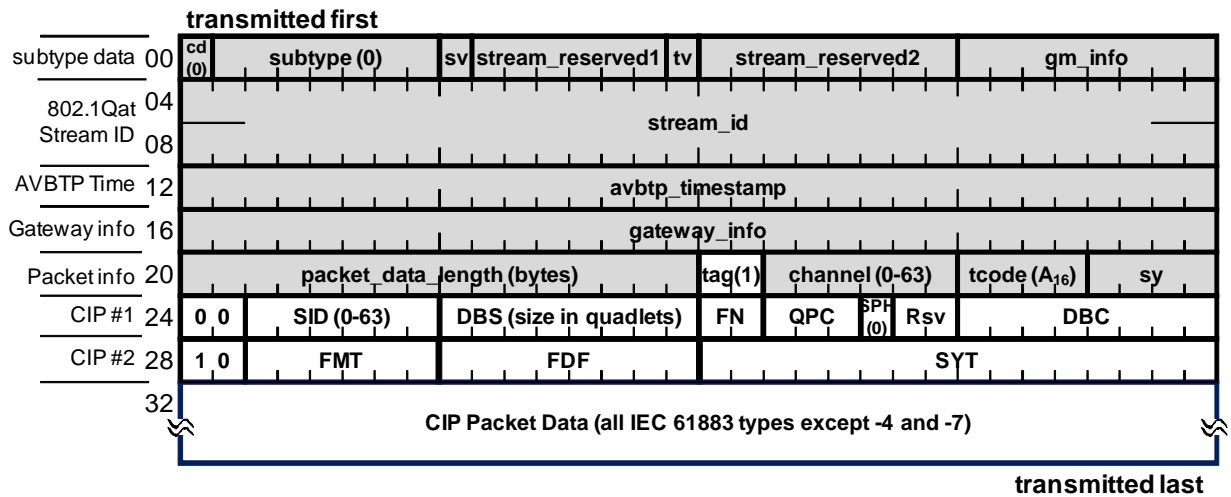 transmitted first
subtype data 00 cd (0) subtype (0) sv stream_reserved1 tv stream_reserved2 gm_info
802.1Qat Stream ID 04 08 stream_id
AVBTP Time 12 avbtp_timestamp
Gateway info 16 gateway_info
Packet info 20 packet_data_length (bytes) tag(1) channel (0-63) tcode (A₁₆) sy
CIP #1 24 0 0 SID (0-63) DBS (size in quadlets) FN QPC SPH (0) Rsv DBC
CIP #2 28 1 0 FMT FDF SYT
32 CIP Packet Data (all IEC 61883 types except -4 and -7)
transmitted last